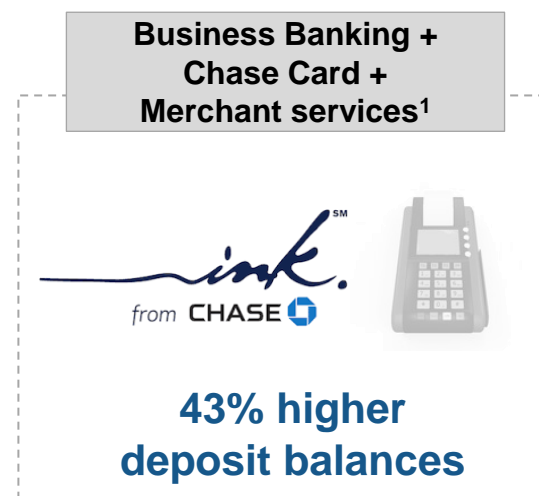 Business Banking +
Chase Card +
Merchant services¹
ink.℠
from CHASE
43% higher
deposit balances